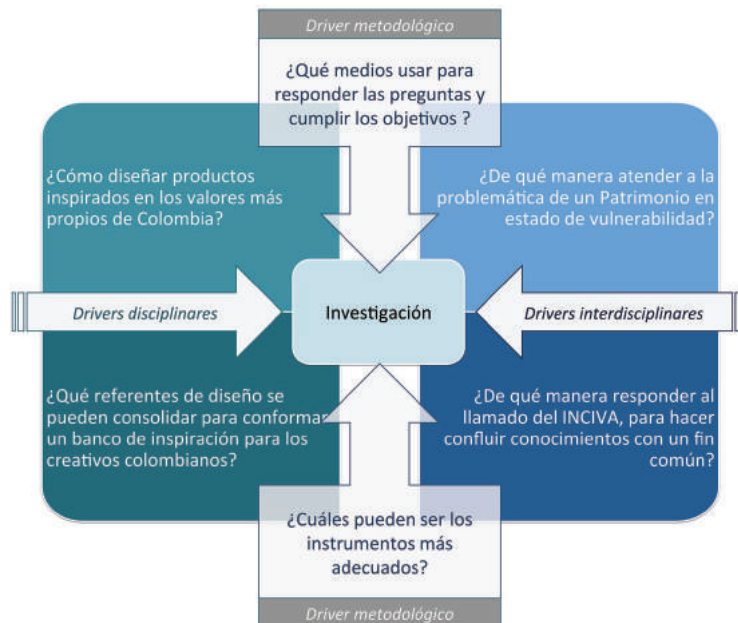 Driver metodológico
¿Qué medios usar para
responder las preguntas y
cumplir los objetivos ?
¿Cómo diseñar productos
inspirados en los valores más
propios de Colombia?
¿De qué manera atender a la
problemática de un Patrimonio en
estado de vulnerabilidad?
Drivers disciplinares
Investigación
Drivers interdisciplinares
¿Qué referentes de diseño se
pueden consolidar para conformar
un banco de inspiración para los
creativos colombianos?
¿De qué manera responder al
llamado del INCIVA, para hacer
confluir conocimientos con un fin
común?
¿Cuáles pueden ser los
instrumentos más
adecuados?
Driver metodológico